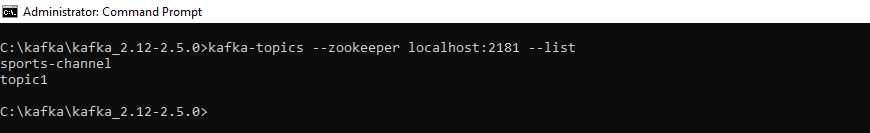 Administrator: Command Prompt
C:\kafka\kafka_2.12-2.5.0>kafka-topics --zookeeper localhost:2181 --list
sports-channel
topic1
C:\kafka\kafka_2.12-2.5.0>